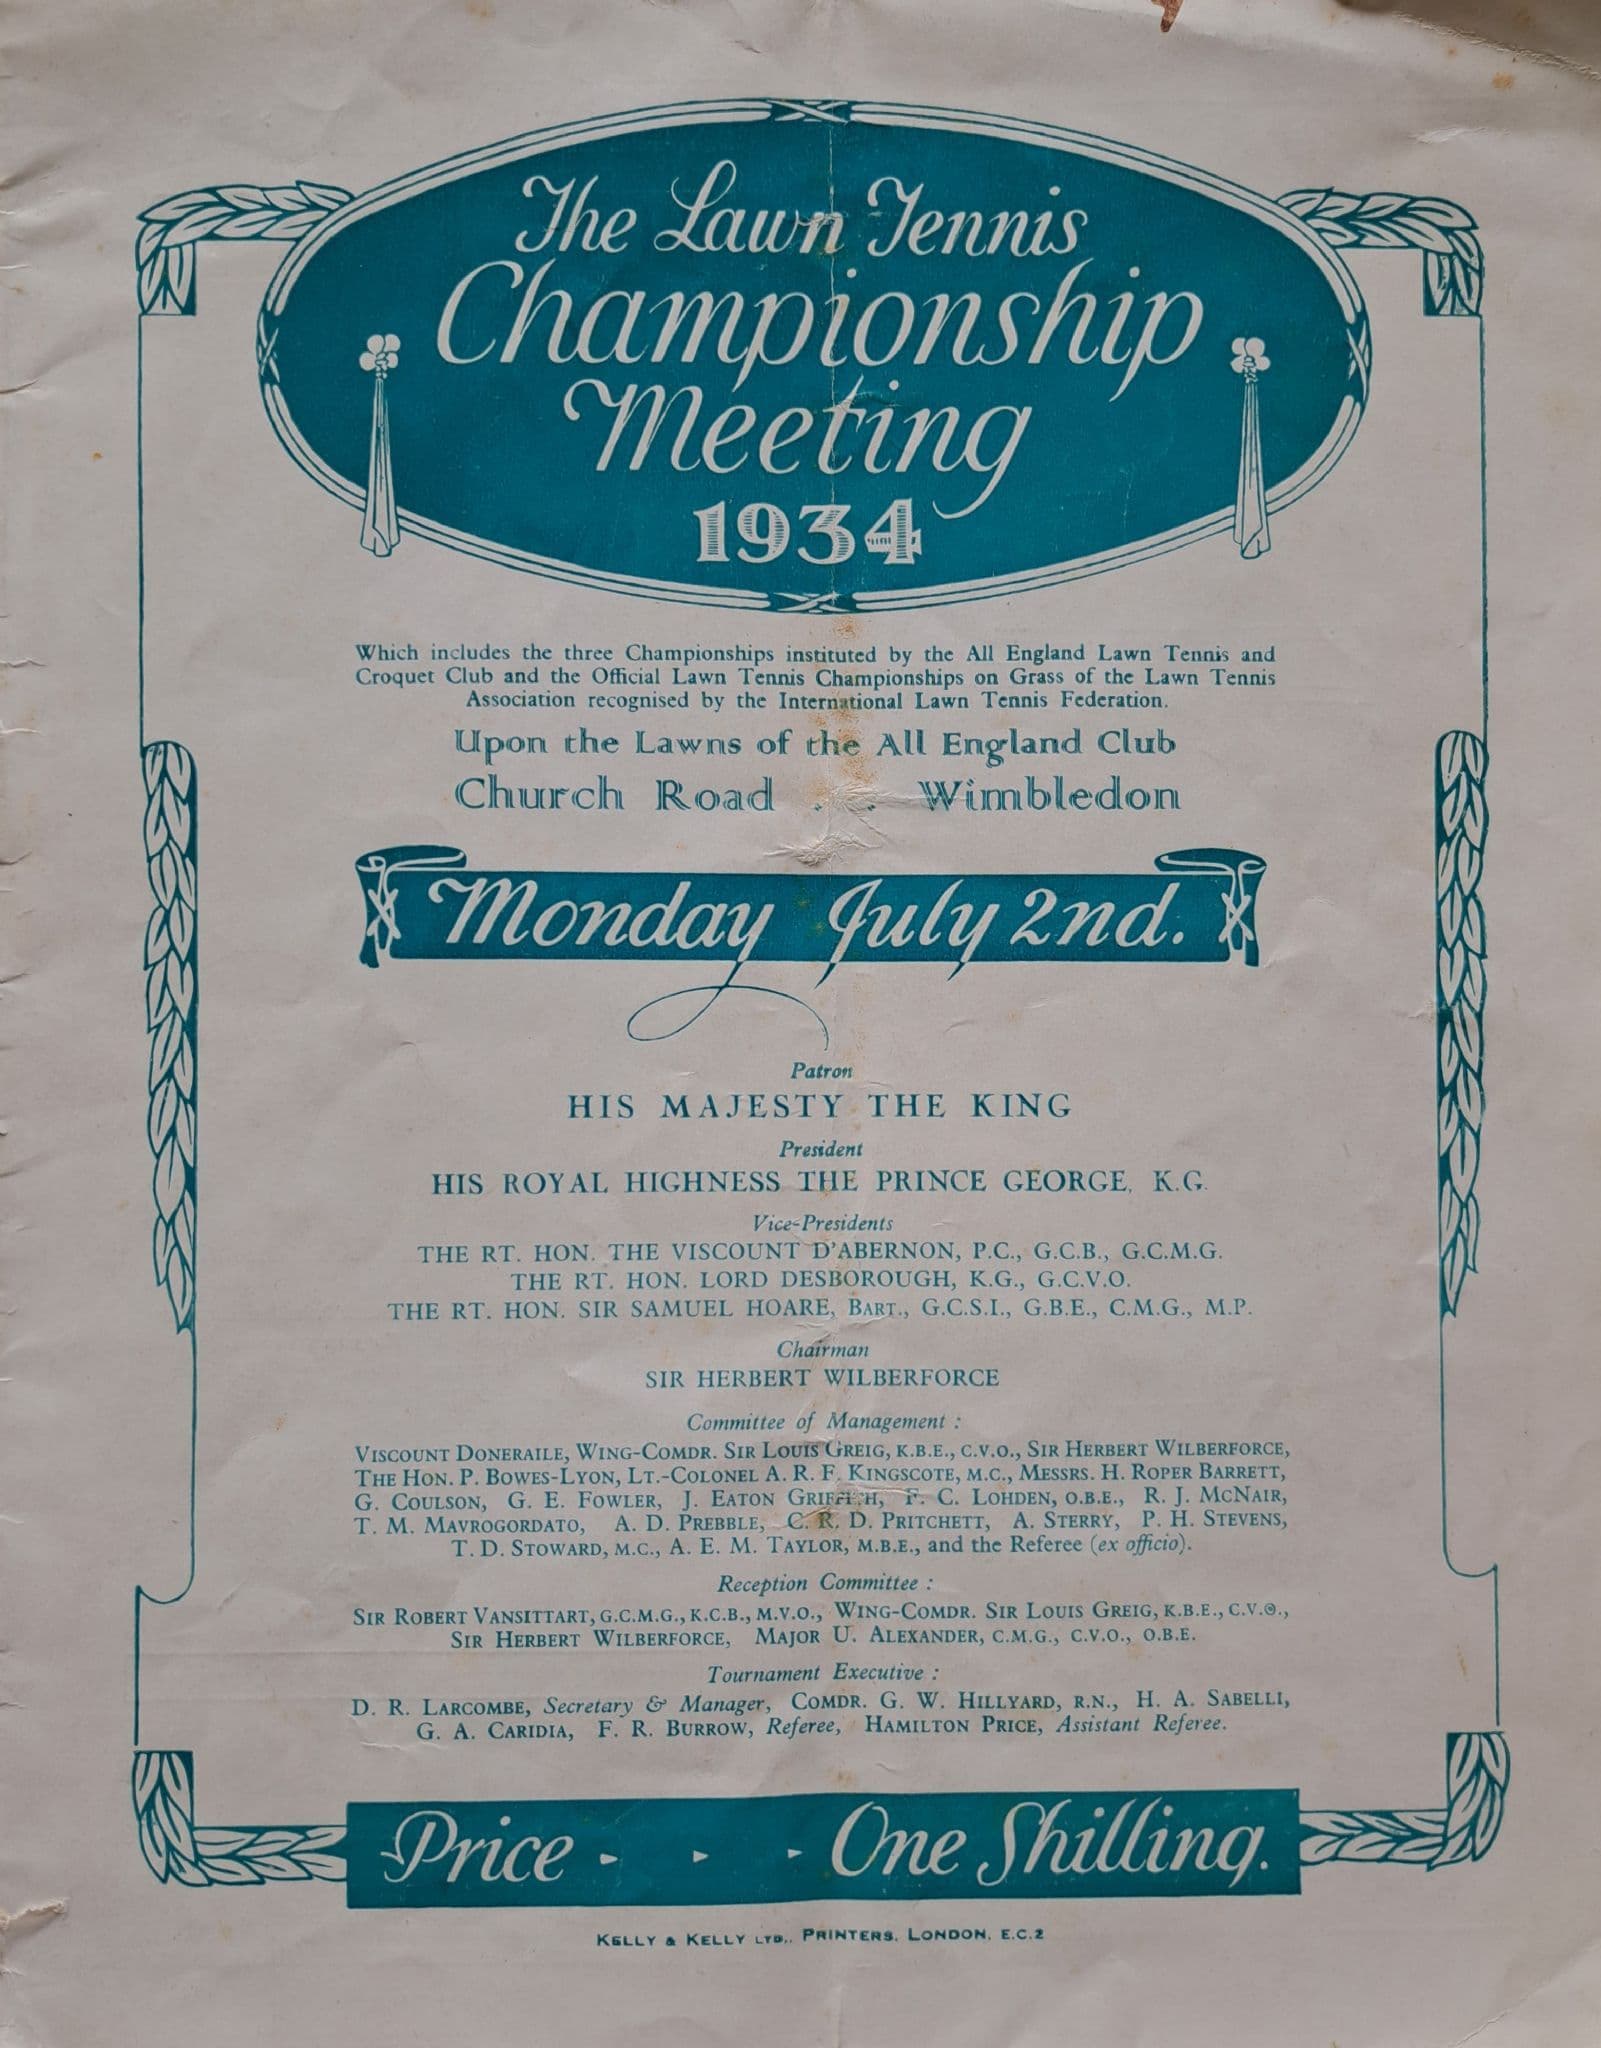 The Lawn Tennis
Championship
Meeting
1934
Which includes the three Championships instituted by the All England Lawn Tennis and
Croquet Club and the Official Lawn Tennis Championships on Grass of the Lawn Tennis
Association recognised by the International Lawn Tennis Federation.
Upon the Lawns of the All England Club
Church Road . . Wimbledon
Monday July 2nd.
Patron
HIS MAJESTY THE KING
President
HIS ROYAL HIGHNESS THE PRINCE GEORGE, K.G.
Vice-Presidents
THE RT. HON. THE VISCOUNT D'ABERNON, P.C., G.C.B., G.C.M.G.
THE RT. HON. LORD DESBOROUGH, K.G., G.C.V.O.
THE RT. HON. SIR SAMUEL HOARE, BART., G.C.S.I., G.B.E., C.M.G., M.P.
Chairman
SIR HERBERT WILBERFORCE
Committee of Management :
VISCOUNT DONERAILE, WING-COMDR. SIR LOUIS GREIG, K.B.E., C.V.O., SIR HERBERT WILBERFORCE,
THE HON. P. BOWES-LYON, LT.-COLONEL A. R. F. KINGSCOTE, M.C., MESSRS. H. ROPER BARRETT,
G. COULSON, G. E. FOWLER, J. EATON GRIFFITH, F. C. LOHDEN, O.B.E., R. J. MCNAIR,
T. M. MAVROGORDATO, A. D. PREBBLE, C. R. D. PRITCHETT, A. STERRY, P. H. STEVENS,
T. D. STOWARD, M.C., A. E. M. TAYLOR, M.B.E., and the Referee (ex officio).
Reception Committee :
SIR ROBERT VANSITTART, G.C.M.G., K.C.B., M.V.O., WING-COMDR. SIR LOUIS GREIG, K.B.E., C.V.O.,
SIR HERBERT WILBERFORCE, MAJOR U. ALEXANDER, C.M.G., C.V.O., O.B.E.
Tournament Executive :
D. R. LARCOMBE, Secretary & Manager, COMDR. G. W. HILLYARD, R.N., H. A. SABELLI,
G. A. CARIDIA, F. R. BURROW, Referee, HAMILTON PRICE, Assistant Referee.
Price - - - One Shilling.
KELLY & KELLY LTD., PRINTERS, LONDON, E.C.2